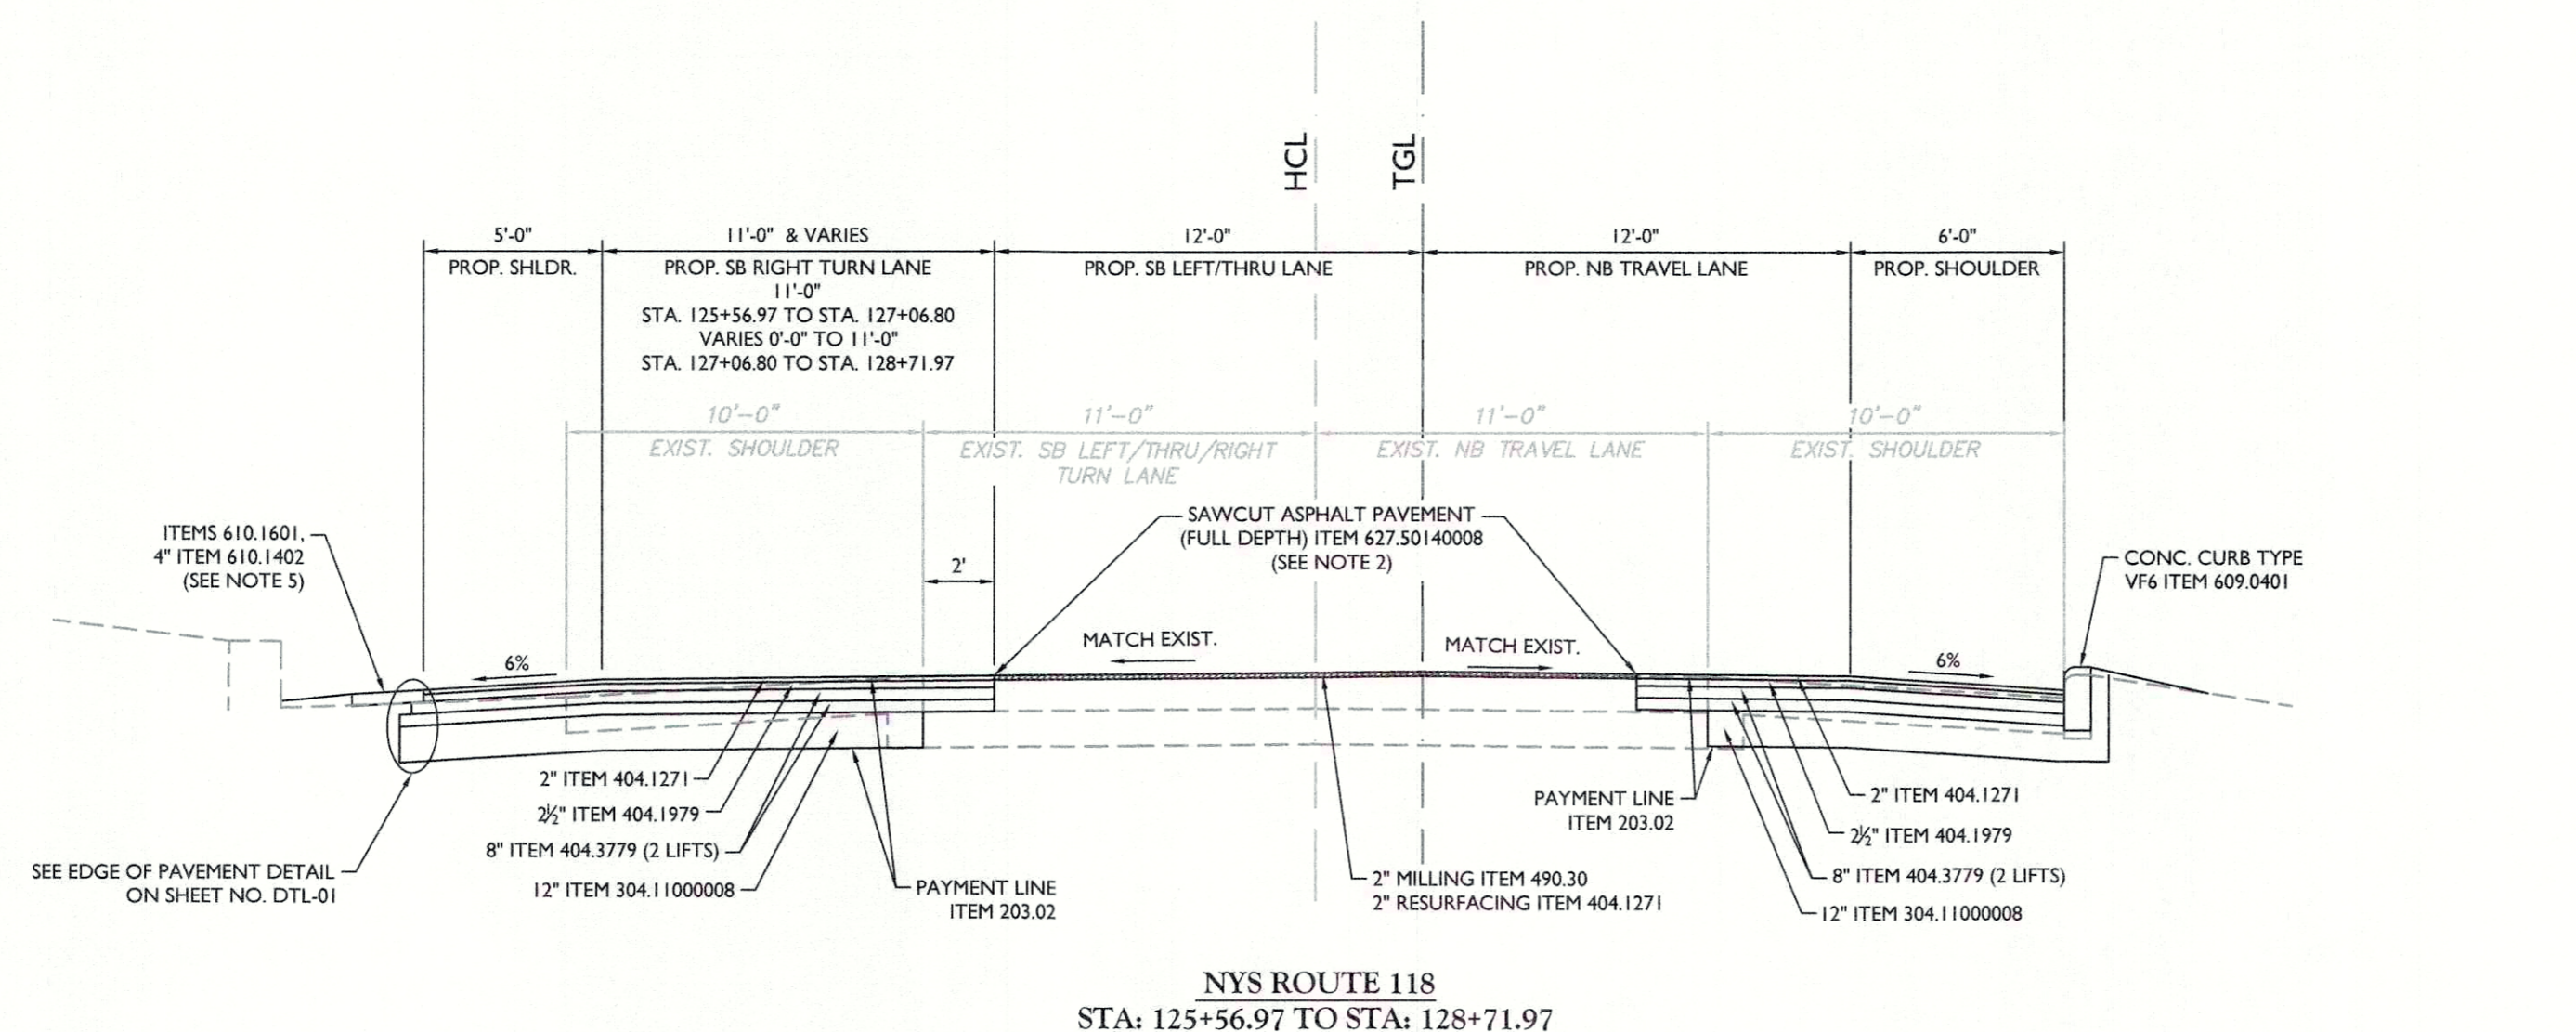 HCL
TGL
5'-0"
11'-0" & VARIES
12'-0"
12'-0"
6'-0"
PROP. SHLDR.
PROP. SB RIGHT TURN LANE
PROP. SB LEFT/THRU LANE
PROP. NB TRAVEL LANE
PROP. SHOULDER
11'-0"
STA. 125+56.97 TO STA. 127+06.80
VARIES 0'-0" TO 11'-0"
STA. 127+06.80 TO STA. 128+71.97
10'-0"
11'-0"
11'-0"
10'-0"
EXIST. SHOULDER
EXIST. SB LEFT/THRU/RIGHT
TURN LANE
EXIST. NB TRAVEL LANE
EXIST. SHOULDER
ITEMS 610.1601,
4" ITEM 610.1402
(SEE NOTE 5)
SAWCUT ASPHALT PAVEMENT
(FULL DEPTH) ITEM 627.50140008
(SEE NOTE 2)
2'
CONC. CURB TYPE
VF6 ITEM 609.0401
MATCH EXIST.
MATCH EXIST.
6%
6%
2" ITEM 404.1271
2½" ITEM 404.1979
8" ITEM 404.3779 (2 LIFTS)
12" ITEM 304.11000008
SEE EDGE OF PAVEMENT DETAIL
ON SHEET NO. DTL-01
PAYMENT LINE
ITEM 203.02
2" MILLING ITEM 490.30
2" RESURFACING ITEM 404.1271
PAYMENT LINE
ITEM 203.02
2" ITEM 404.1271
2½" ITEM 404.1979
8" ITEM 404.3779 (2 LIFTS)
12" ITEM 304.11000008
NYS ROUTE 118
STA: 125+56.97 TO STA: 128+71.97